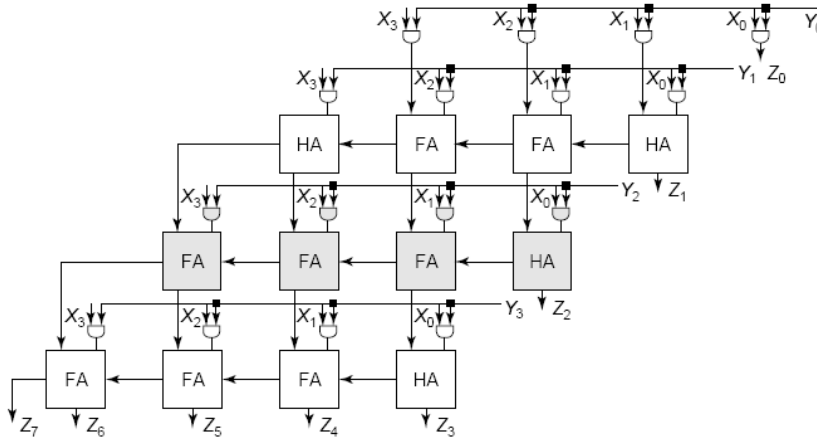 X3 X2 X1 X0 Y0
X3 X2 X1 X0 Y1 Z0
HA FA FA HA
X3 X2 X1 X0 Y2 Z1
FA FA FA HA
X3 X2 X1 X0 Y3 Z2
FA FA FA HA
Z7 Z6 Z5 Z4 Z3